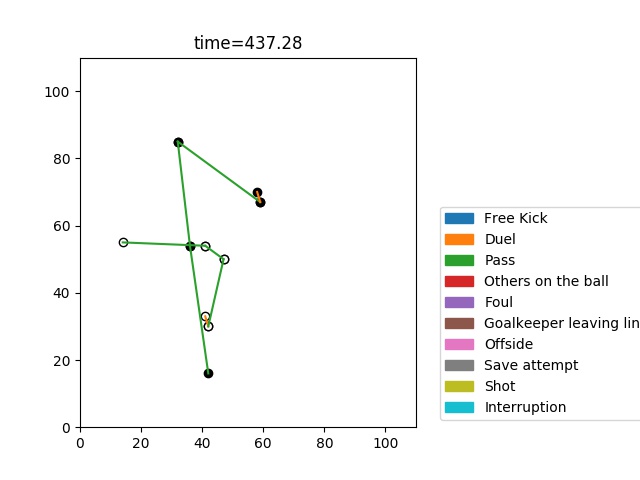 time=437.28
100
80
60
40
20
0
0 20 40 60 80 100
Free Kick
Duel
Pass
Others on the ball
Foul
Goalkeeper leaving lin
Offside
Save attempt
Shot
Interruption